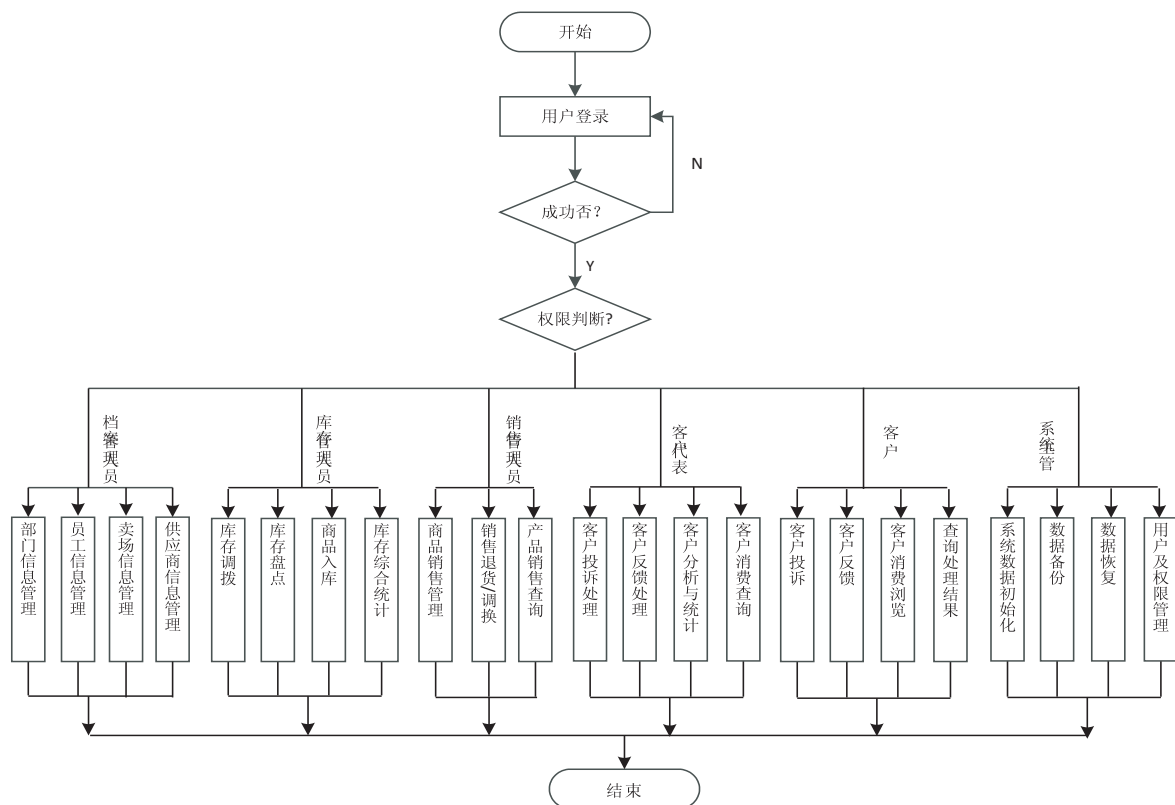 开始
用户登录
N
成功否？
Y
权限判断?
档案管理人员
库存管理人员
销售管理人员
客户代表
客户
系统主管
部门信息管理
员工信息管理
卖场信息管理
供应商信息管理
库存调拨
库存盘点
商品入库
库存综合统计
商品销售管理
销售退货/调换
产品销售查询
客户投诉处理
客户反馈处理
客户分析与统计
客户消费查询
客户投诉
客户反馈
客户消费浏览
查询处理结果
系统数据初始化
数据备份
数据恢复
用户及权限管理
结束